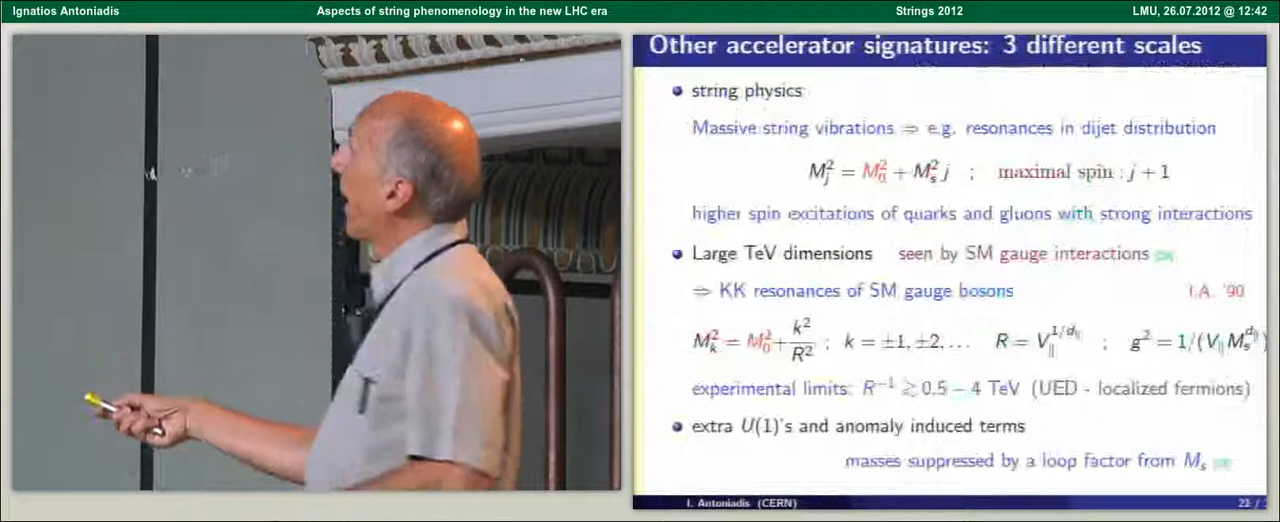 Ignatios Antoniadis Aspects of string phenomenology in the new LHC era Strings 2012 LMU, 26.07.2012 @ 12:42
Other accelerator signatures: 3 different scales
string physics
Massive string vibrations ⇒ e.g. resonances in dijet distribution
M_j^2 = M_0^2 + M_s^2 j ; maximal spin : j + 1
higher spin excitations of quarks and gluons with strong interactions
Large TeV dimensions seen by SM gauge interactions
⇒ KK resonances of SM gauge bosons I.A. '90
M_k^2 = M_0^2 + k^2/R^2 ; k = ±1, ±2, ... R = V_∥^{1/d_∥} ; g^2 = 1/(V_∥ M_s^{d_∥})
experimental limits: R^{-1} ≳ 0.5 − 4 TeV (UED - localized fermions)
extra U(1)'s and anomaly induced terms
masses suppressed by a loop factor from M_s
I. Antoniadis (CERN) 22 /